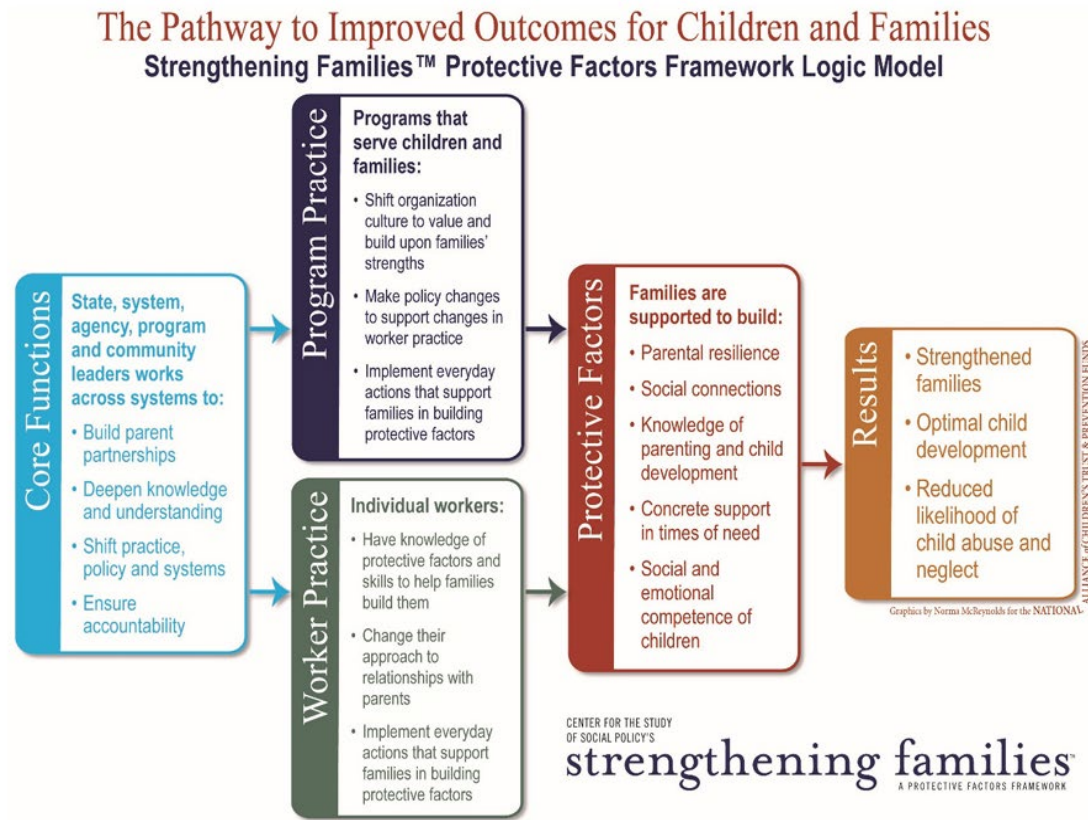 The Pathway to Improved Outcomes for Children and Families
Strengthening Families™ Protective Factors Framework Logic Model
Core Functions
State, system,
agency, program
and community
leaders works
across systems to:
• Build parent
partnerships
• Deepen knowledge
and understanding
• Shift practice,
policy and systems
• Ensure
accountability
Program Practice
Programs that
serve children and
families:
• Shift organization
culture to value and
build upon families'
strengths
• Make policy changes
to support changes in
worker practice
• Implement everyday
actions that support
families in building
protective factors
Worker Practice
Individual workers:
• Have knowledge of
protective factors and
skills to help families
build them
• Change their
approach to
relationships with
parents
• Implement everyday
actions that support
families in building
protective factors
Protective Factors
Families are
supported to build:
• Parental resilience
• Social connections
• Knowledge of
parenting and child
development
• Concrete support
in times of need
• Social and
emotional
competence of
children
Results
• Strengthened
families
• Optimal child
development
• Reduced
likelihood of
child abuse and
neglect
Graphics by Norma McReynolds for the NATIONAL
ALLIANCE of CHILDREN'S TRUST & PREVENTION FUNDS
CENTER FOR THE STUDY
OF SOCIAL POLICY'S
strengthening families™
A PROTECTIVE FACTORS FRAMEWORK